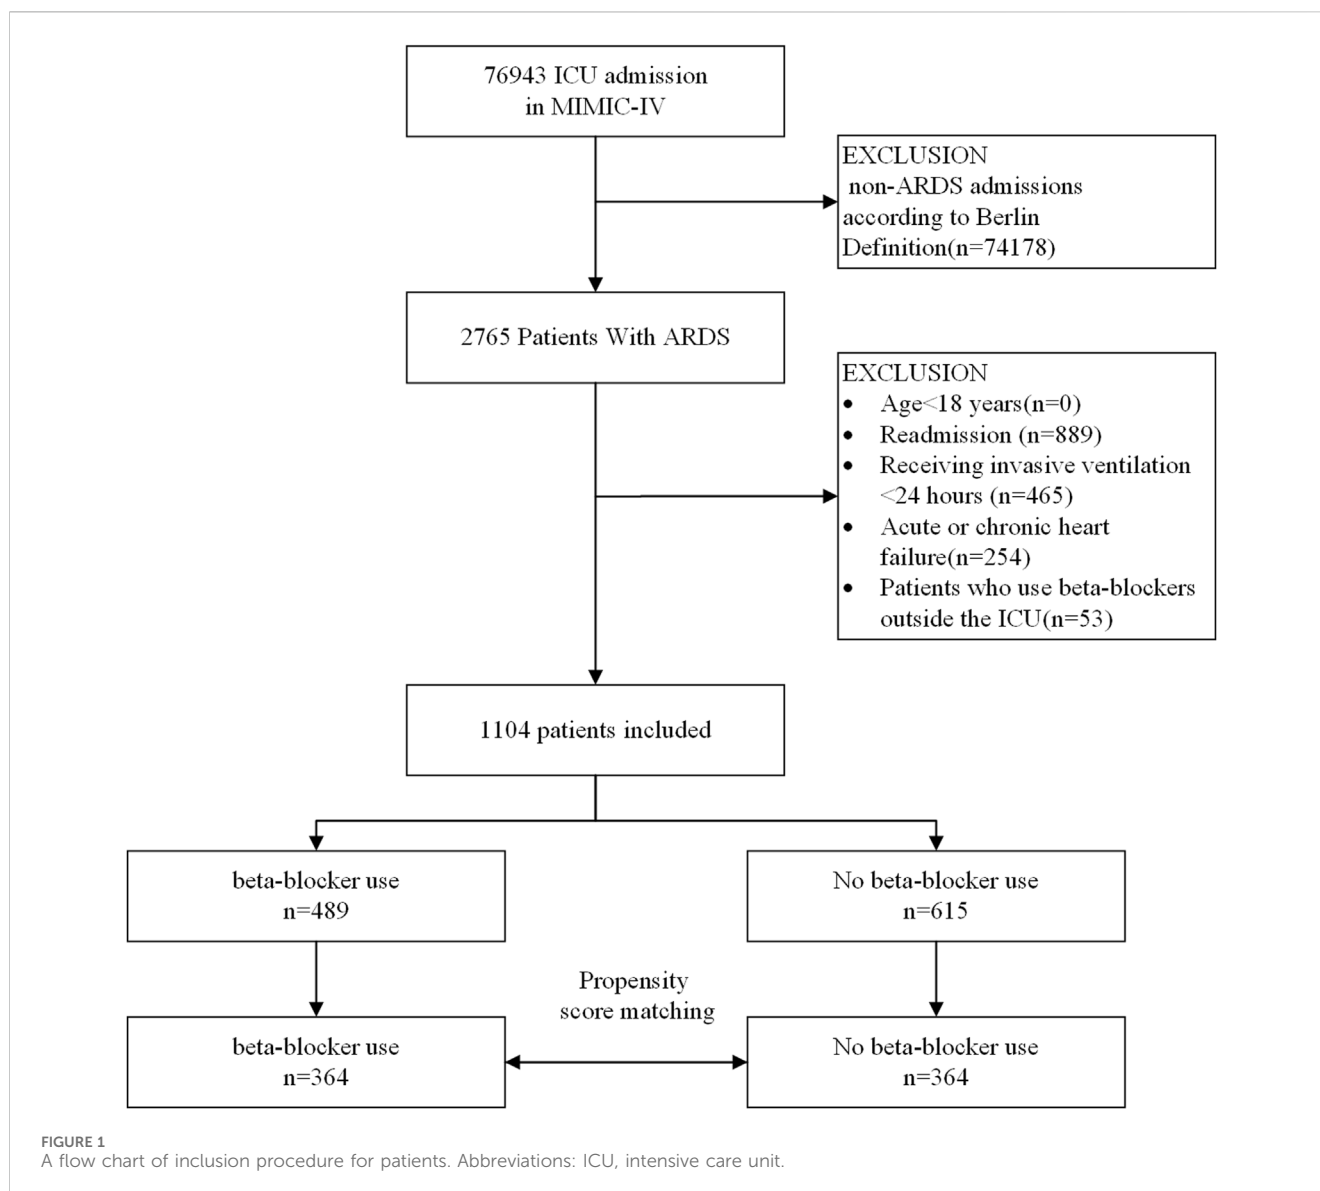 76943 ICU admission
in MIMIC-IV
EXCLUSION
non-ARDS admissions
according to Berlin
Definition(n=74178)
2765 Patients With ARDS
EXCLUSION
• Age<18 years(n=0)
• Readmission (n=889)
• Receiving invasive ventilation
<24 hours (n=465)
• Acute or chronic heart
failure(n=254)
• Patients who use beta-blockers
outside the ICU(n=53)
1104 patients included
beta-blocker use
n=489
No beta-blocker use
n=615
Propensity
score matching
beta-blocker use
n=364
No beta-blocker use
n=364
FIGURE 1
A flow chart of inclusion procedure for patients. Abbreviations: ICU, intensive care unit.